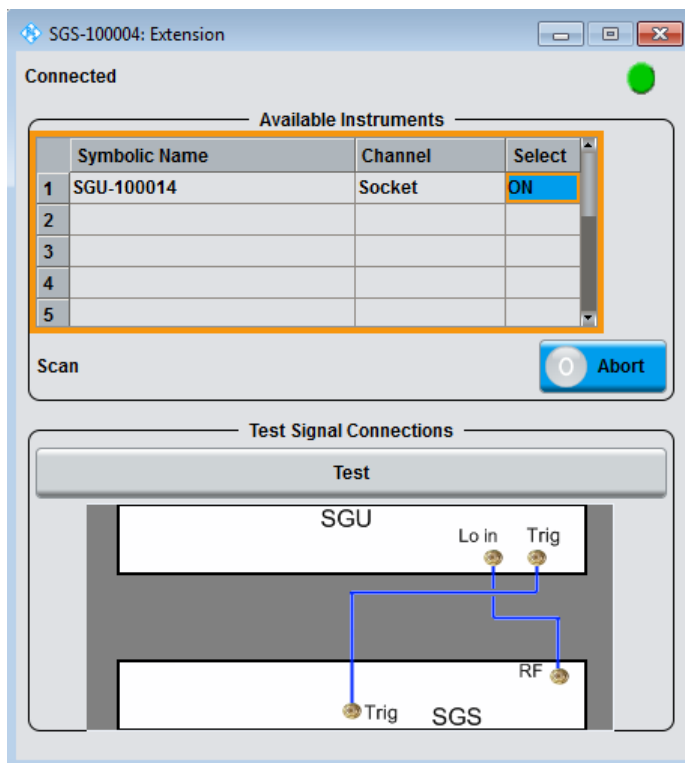 SGS-100004: Extension
Connected
Available Instruments
Symbolic Name Channel Select
1 SGU-100014 Socket ON
2
3
4
5
Scan
Abort
Test Signal Connections
Test
SGU
Lo in Trig
RF
Trig SGS